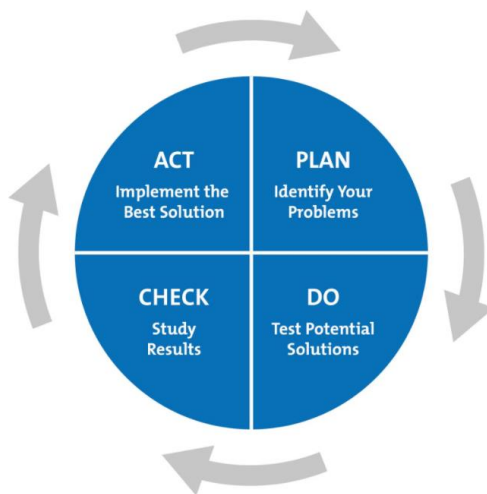 ACT
Implement the
Best Solution
PLAN
Identify Your
Problems
CHECK
Study
Results
DO
Test Potential
Solutions